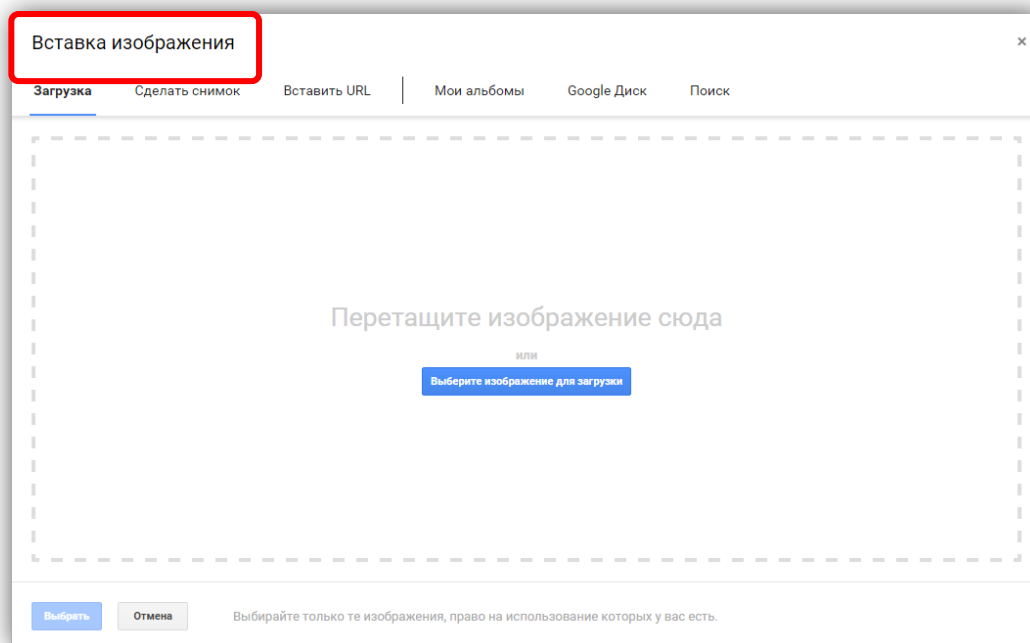 Вставка изображения
Загрузка Сделать снимок Вставить URL Мои альбомы Google Диск Поиск
Перетащите изображение сюда
или
Выберите изображение для загрузки
Выбрать Отмена Выбирайте только те изображения, право на использование которых у вас есть.